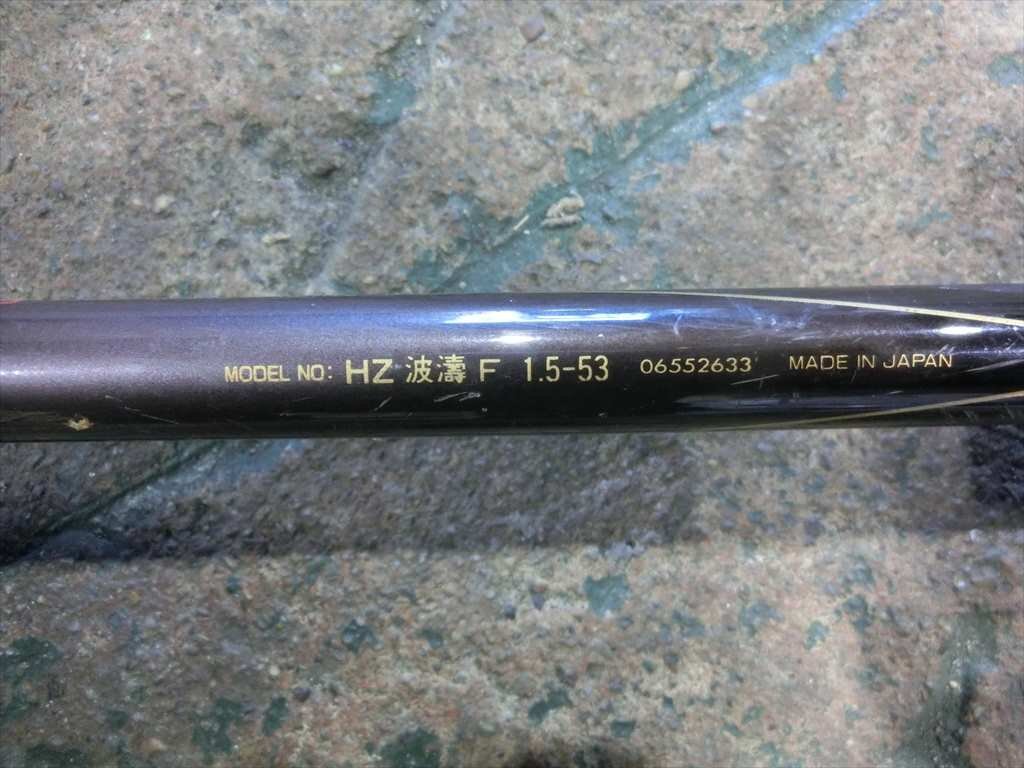 MODEL NO: HZ 波濤 F 1.5-53 06552633 MADE IN JAPAN